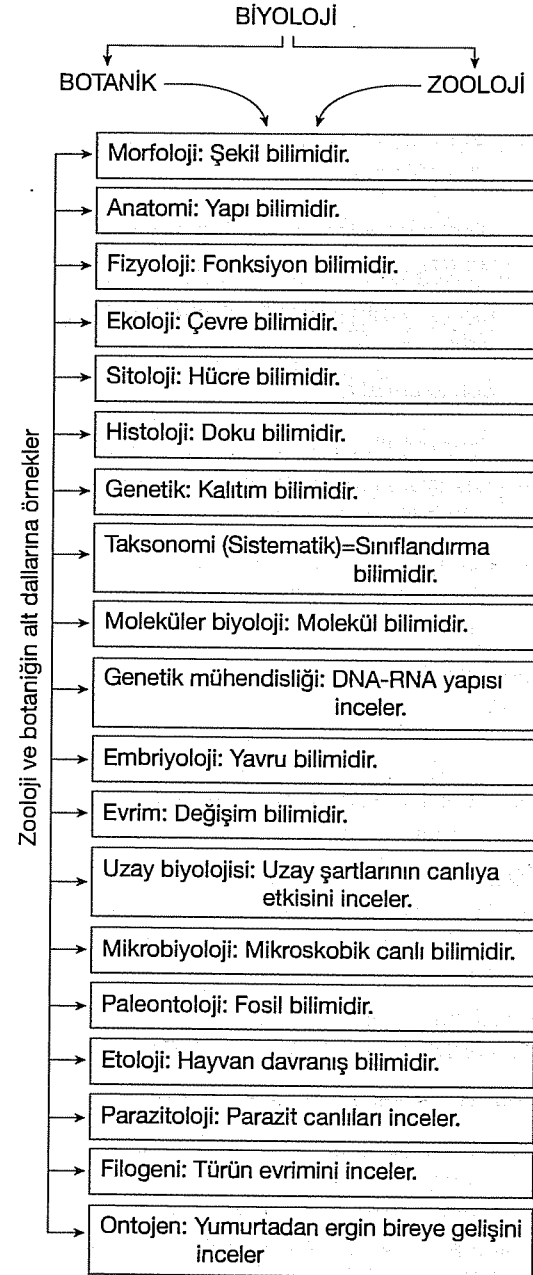 BİYOLOJİ
BOTANİK
ZOOLOJİ
Zooloji ve botaniğin alt dallarına örnekler
Morfoloji: Şekil bilimidir.
Anatomi: Yapı bilimidir.
Fizyoloji: Fonksiyon bilimidir.
Ekoloji: Çevre bilimidir.
Sitoloji: Hücre bilimidir.
Histoloji: Doku bilimidir.
Genetik: Kalıtım bilimidir.
Taksonomi (Sistematik)=Sınıflandırma
bilimidir.
Moleküler biyoloji: Molekül bilimidir.
Genetik mühendisliği: DNA-RNA yapısı
inceler.
Embriyoloji: Yavru bilimidir.
Evrim: Değişim bilimidir.
Uzay biyolojisi: Uzay şartlarının canlıya
etkisini inceler.
Mikrobiyoloji: Mikroskobik canlı bilimidir.
Paleontoloji: Fosil bilimidir.
Etoloji: Hayvan davranış bilimidir.
Parazitoloji: Parazit canlıları inceler.
Filogeni: Türün evrimini inceler.
Ontojen: Yumurtadan ergin bireye gelişini
inceler